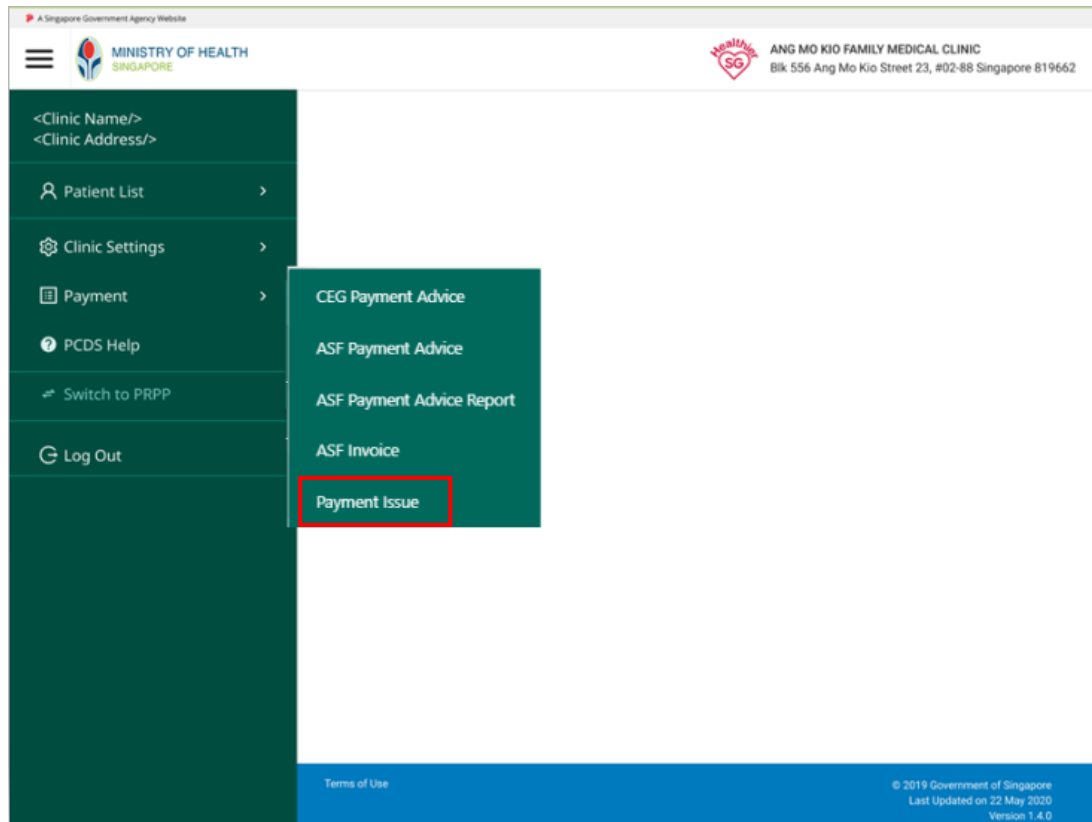 A Singapore Government Agency Website
MINISTRY OF HEALTH
SINGAPORE
Healthier
SG
ANG MO KIO FAMILY MEDICAL CLINIC
Blk 556 Ang Mo Kio Street 23, #02-88 Singapore 819662
<Clinic Name/>
<Clinic Address/>
Patient List
Clinic Settings
Payment
PCDS Help
Switch to PRPP
Log Out
CEG Payment Advice
ASF Payment Advice
ASF Payment Advice Report
ASF Invoice
Payment Issue
Terms of Use
© 2019 Government of Singapore
Last Updated on 22 May 2020
Version 1.4.0